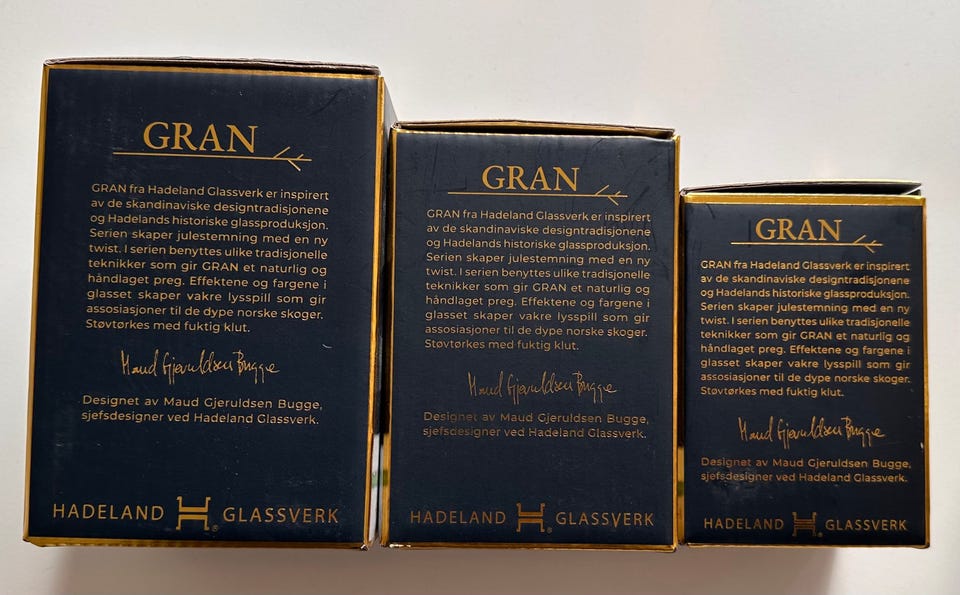 GRAN
GRAN fra Hadeland Glassverk er inspirert
av de skandinaviske designtradisjonene
og Hadelands historiske glassproduksjon.
Serien skaper julestemning med en ny
twist. I serien benyttes ulike tradisjonelle
teknikker som gir GRAN et naturlig og
håndlaget preg. Effektene og fargene i
glasset skaper vakre lysspill som gir
assosiasjoner til de dype norske skoger.
Støvtørkes med fuktig klut.
Maud Gjeruldsen Bugge
Designet av Maud Gjeruldsen Bugge,
sjefsdesigner ved Hadeland Glassverk.
HADELAND H® GLASSVERK
GRAN
GRAN fra Hadeland Glassverk er inspirert
av de skandinaviske designtradisjonene
og Hadelands historiske glassproduksjon.
Serien skaper julestemning med en ny
twist. I serien benyttes ulike tradisjonelle
teknikker som gir GRAN et naturlig og
håndlaget preg. Effektene og fargene i
glasset skaper vakre lysspill som gir
assosiasjoner til de dype norske skoger.
Støvtørkes med fuktig klut.
Maud Gjeruldsen Bugge
Designet av Maud Gjeruldsen Bugge,
sjefsdesigner ved Hadeland Glassverk.
HADELAND H® GLASSVERK
GRAN
GRAN fra Hadeland Glassverk er inspirert
av de skandinaviske designtradisjonene
og Hadelands historiske glassproduksjon.
Serien skaper julestemning med en ny
twist. I serien benyttes ulike tradisjonelle
teknikker som gir GRAN et naturlig og
håndlaget preg. Effektene og fargene i
glasset skaper vakre lysspill som gir
assosiasjoner til de dype norske skoger.
Støvtørkes med fuktig klut.
Maud Gjeruldsen Bugge
Designet av Maud Gjeruldsen Bugge,
sjefsdesigner ved Hadeland Glassverk.
HADELAND H® GLASSVERK